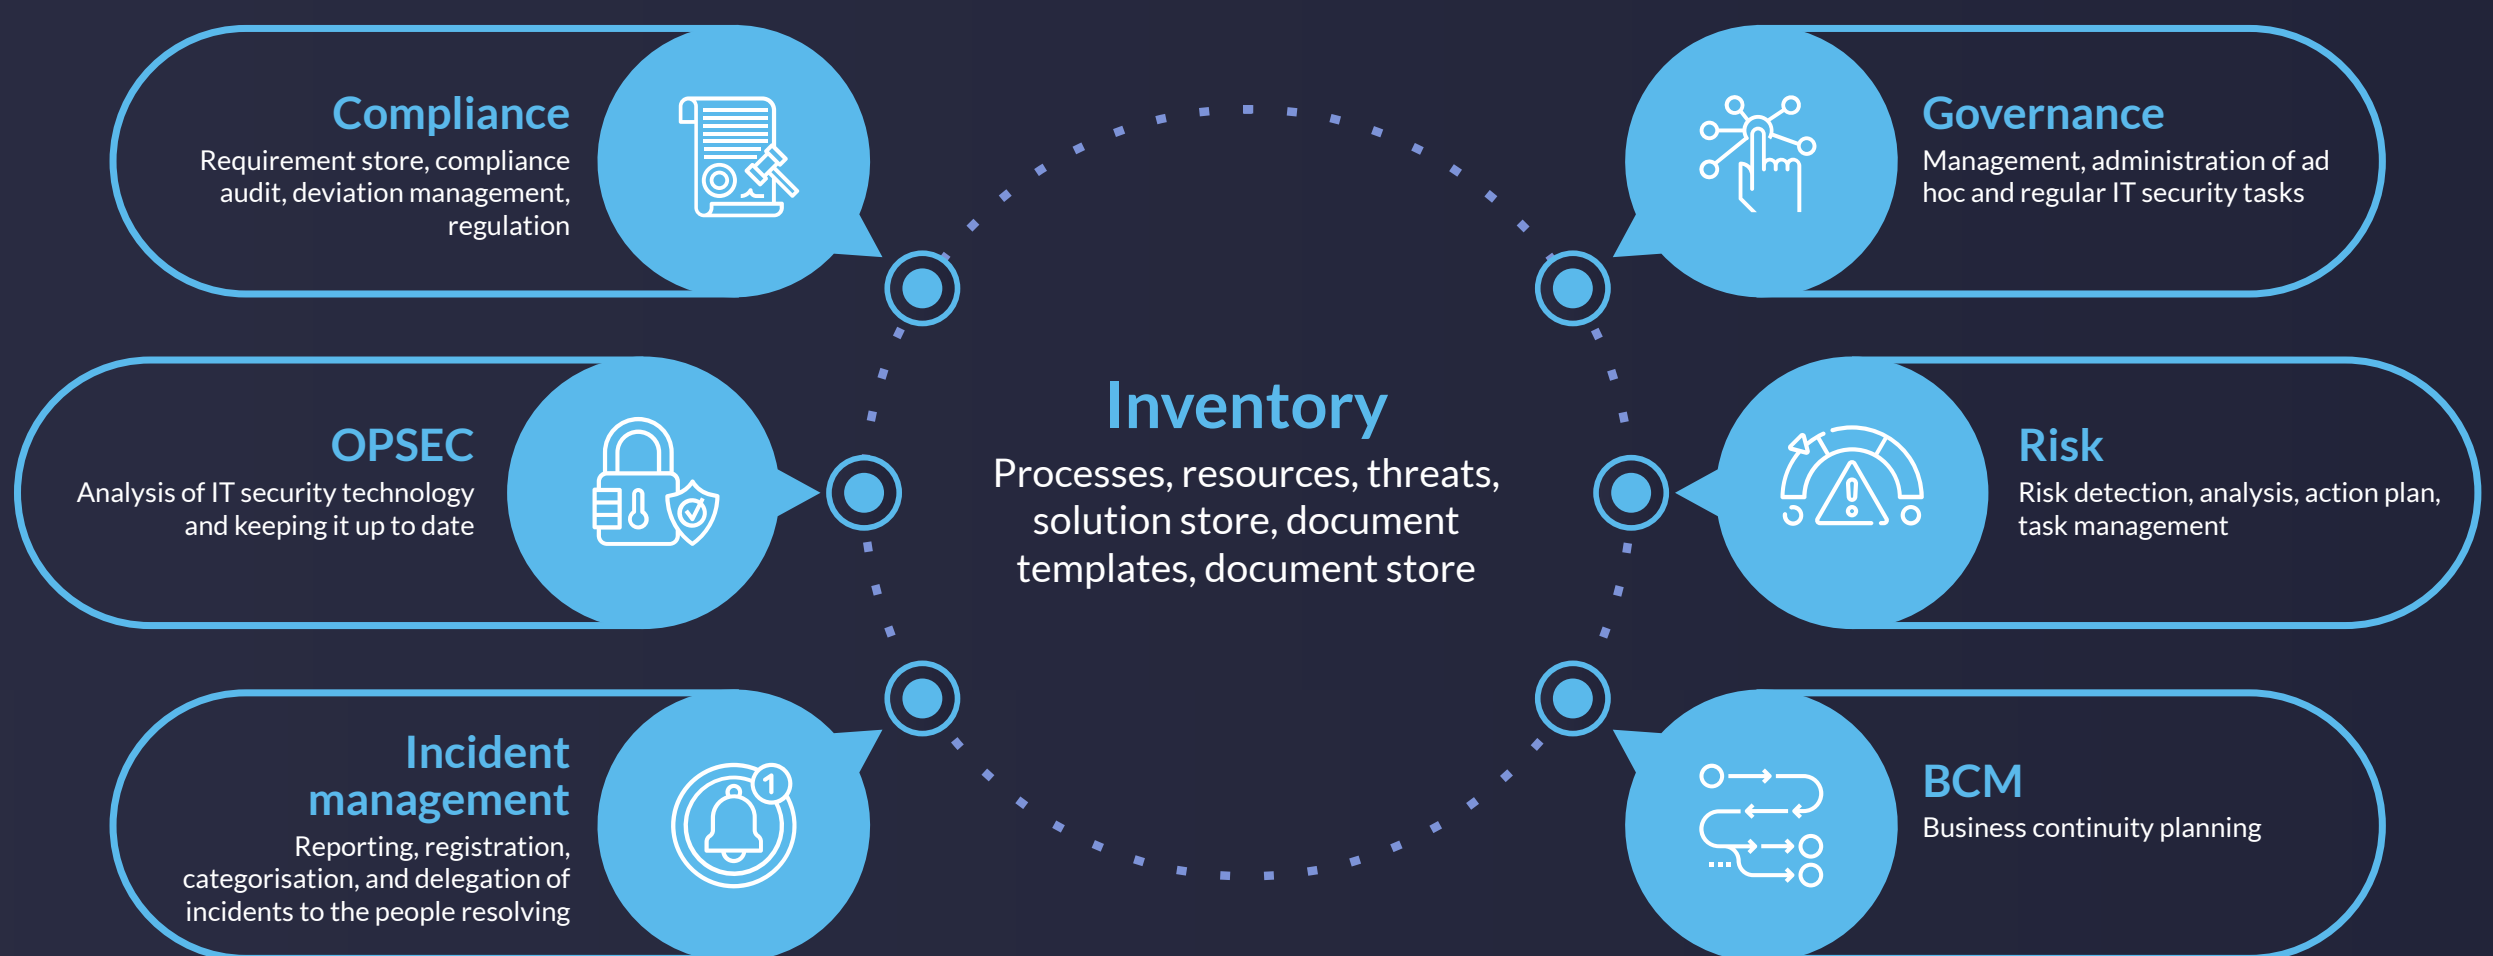 Compliance
Requirement store, compliance
audit, deviation management,
regulation
Governance
Management, administration of ad
hoc and regular IT security tasks
OPSEC
Analysis of IT security technology
and keeping it up to date
Inventory
Processes, resources, threats,
solution store, document
templates, document store
Risk
Risk detection, analysis, action plan,
task management
Incident
management
Reporting, registration,
categorisation, and delegation of
incidents to the people resolving
1
BCM
Business continuity planning